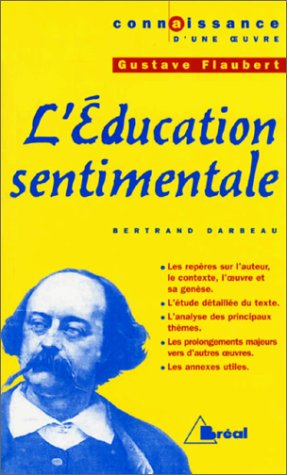 connaissance
D'UNE ŒUVRE
Gustave Flaubert
L'Éducation
sentimentale
BERTRAND DARBEAU
• Les repères sur l'auteur,
le contexte, l'œuvre et
sa genèse.
• L'étude détaillée du texte.
• L'analyse des principaux
thèmes.
• Les prolongements majeurs
vers d'autres œuvres.
• Les annexes utiles.
Bréal